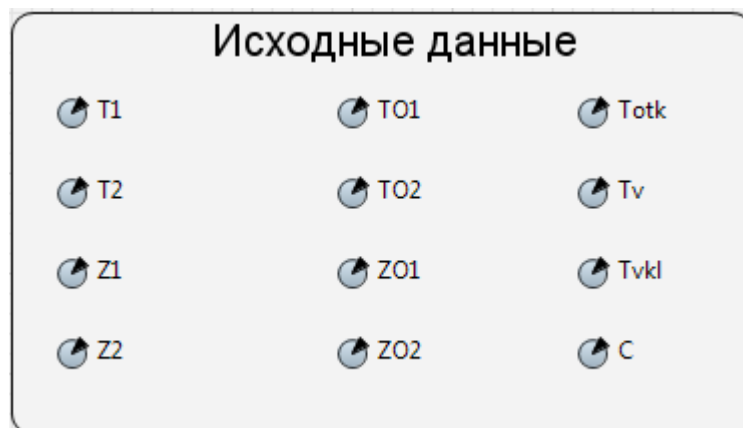 Исходные данные
T1 TO1 Totk
T2 TO2 Tv
Z1 ZO1 Tvkl
Z2 ZO2 C